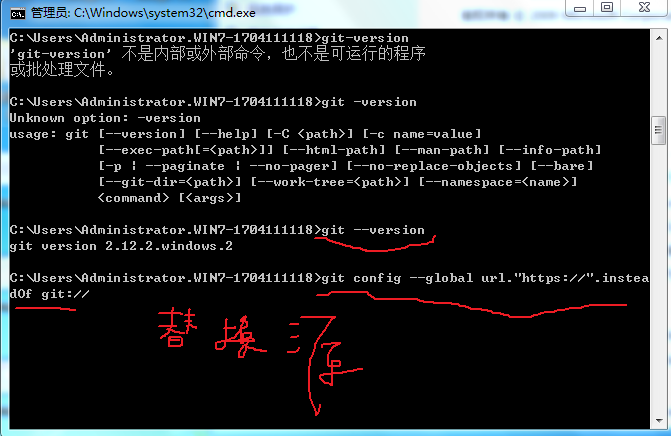 管理员: C:\Windows\system32\cmd.exe
C:\Users\Administrator.WIN7-1704111118>git-version
'git-version' 不是内部或外部命令，也不是可运行的程序
或批处理文件。
C:\Users\Administrator.WIN7-1704111118>git -version
Unknown option: -version
usage: git [--version] [--help] [-C <path>] [-c name=value]
[--exec-path[=<path>]] [--html-path] [--man-path] [--info-path]
[-p ¦ --paginate ¦ --no-pager] [--no-replace-objects] [--bare]
[--git-dir=<path>] [--work-tree=<path>] [--namespace=<name>]
<command> [<args>]
C:\Users\Administrator.WIN7-1704111118>git --version
git version 2.12.2.windows.2
C:\Users\Administrator.WIN7-1704111118>git config --global url."https://".instea
dOf git://
替换源